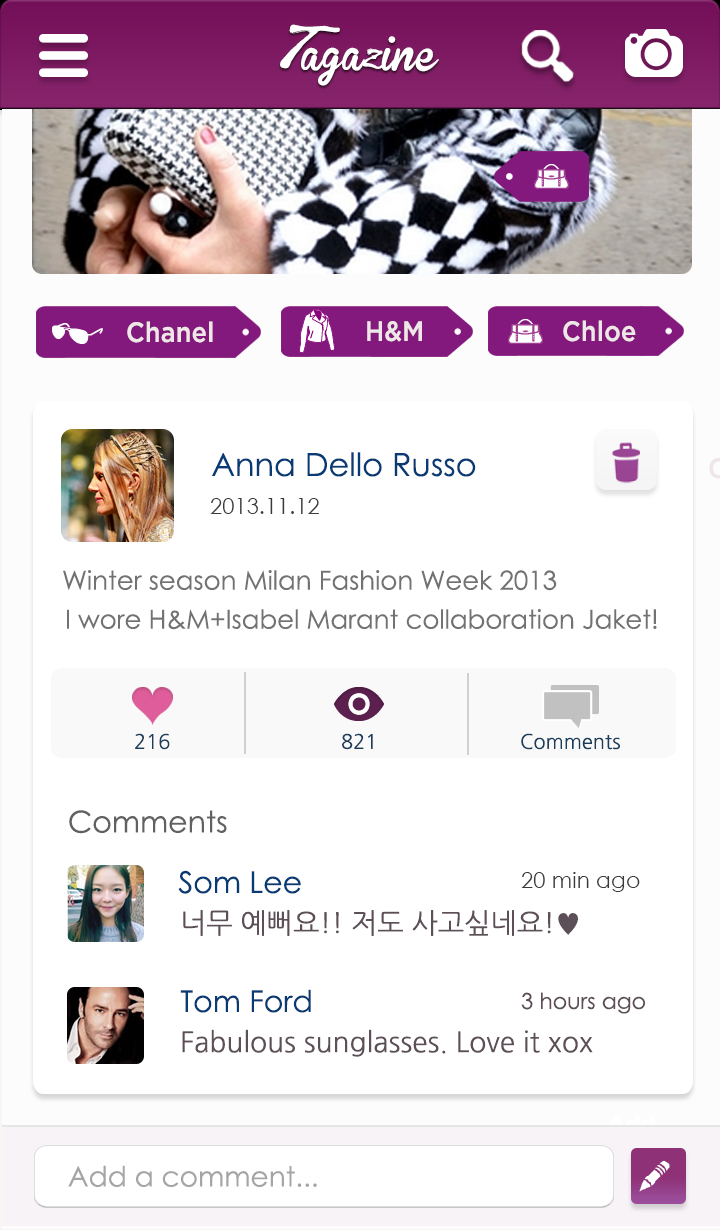 Tagazine
Chanel
H&M
Chloe
Anna Dello Russo
2013.11.12
Winter season Milan Fashion Week 2013
I wore H&M+Isabel Marant collaboration Jaket!
216
821
Comments
Comments
Som Lee
20 min ago
너무 예뻐요!! 저도 사고싶네요!♥
Tom Ford
3 hours ago
Fabulous sunglasses. Love it xox
Add a comment...